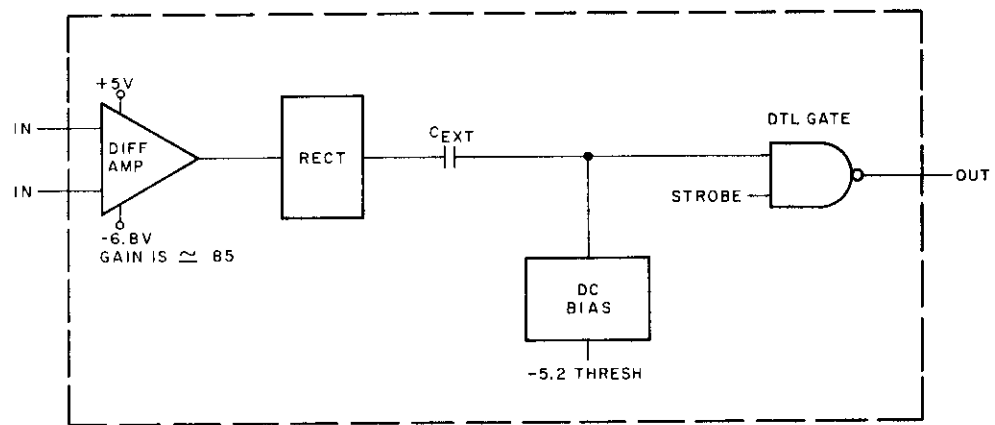 +5V
IN
DIFF
AMP
IN
-6.8V
GAIN IS ≃ 85
RECT
CEXT
DTL GATE
STROBE
OUT
DC
BIAS
-5.2 THRESH